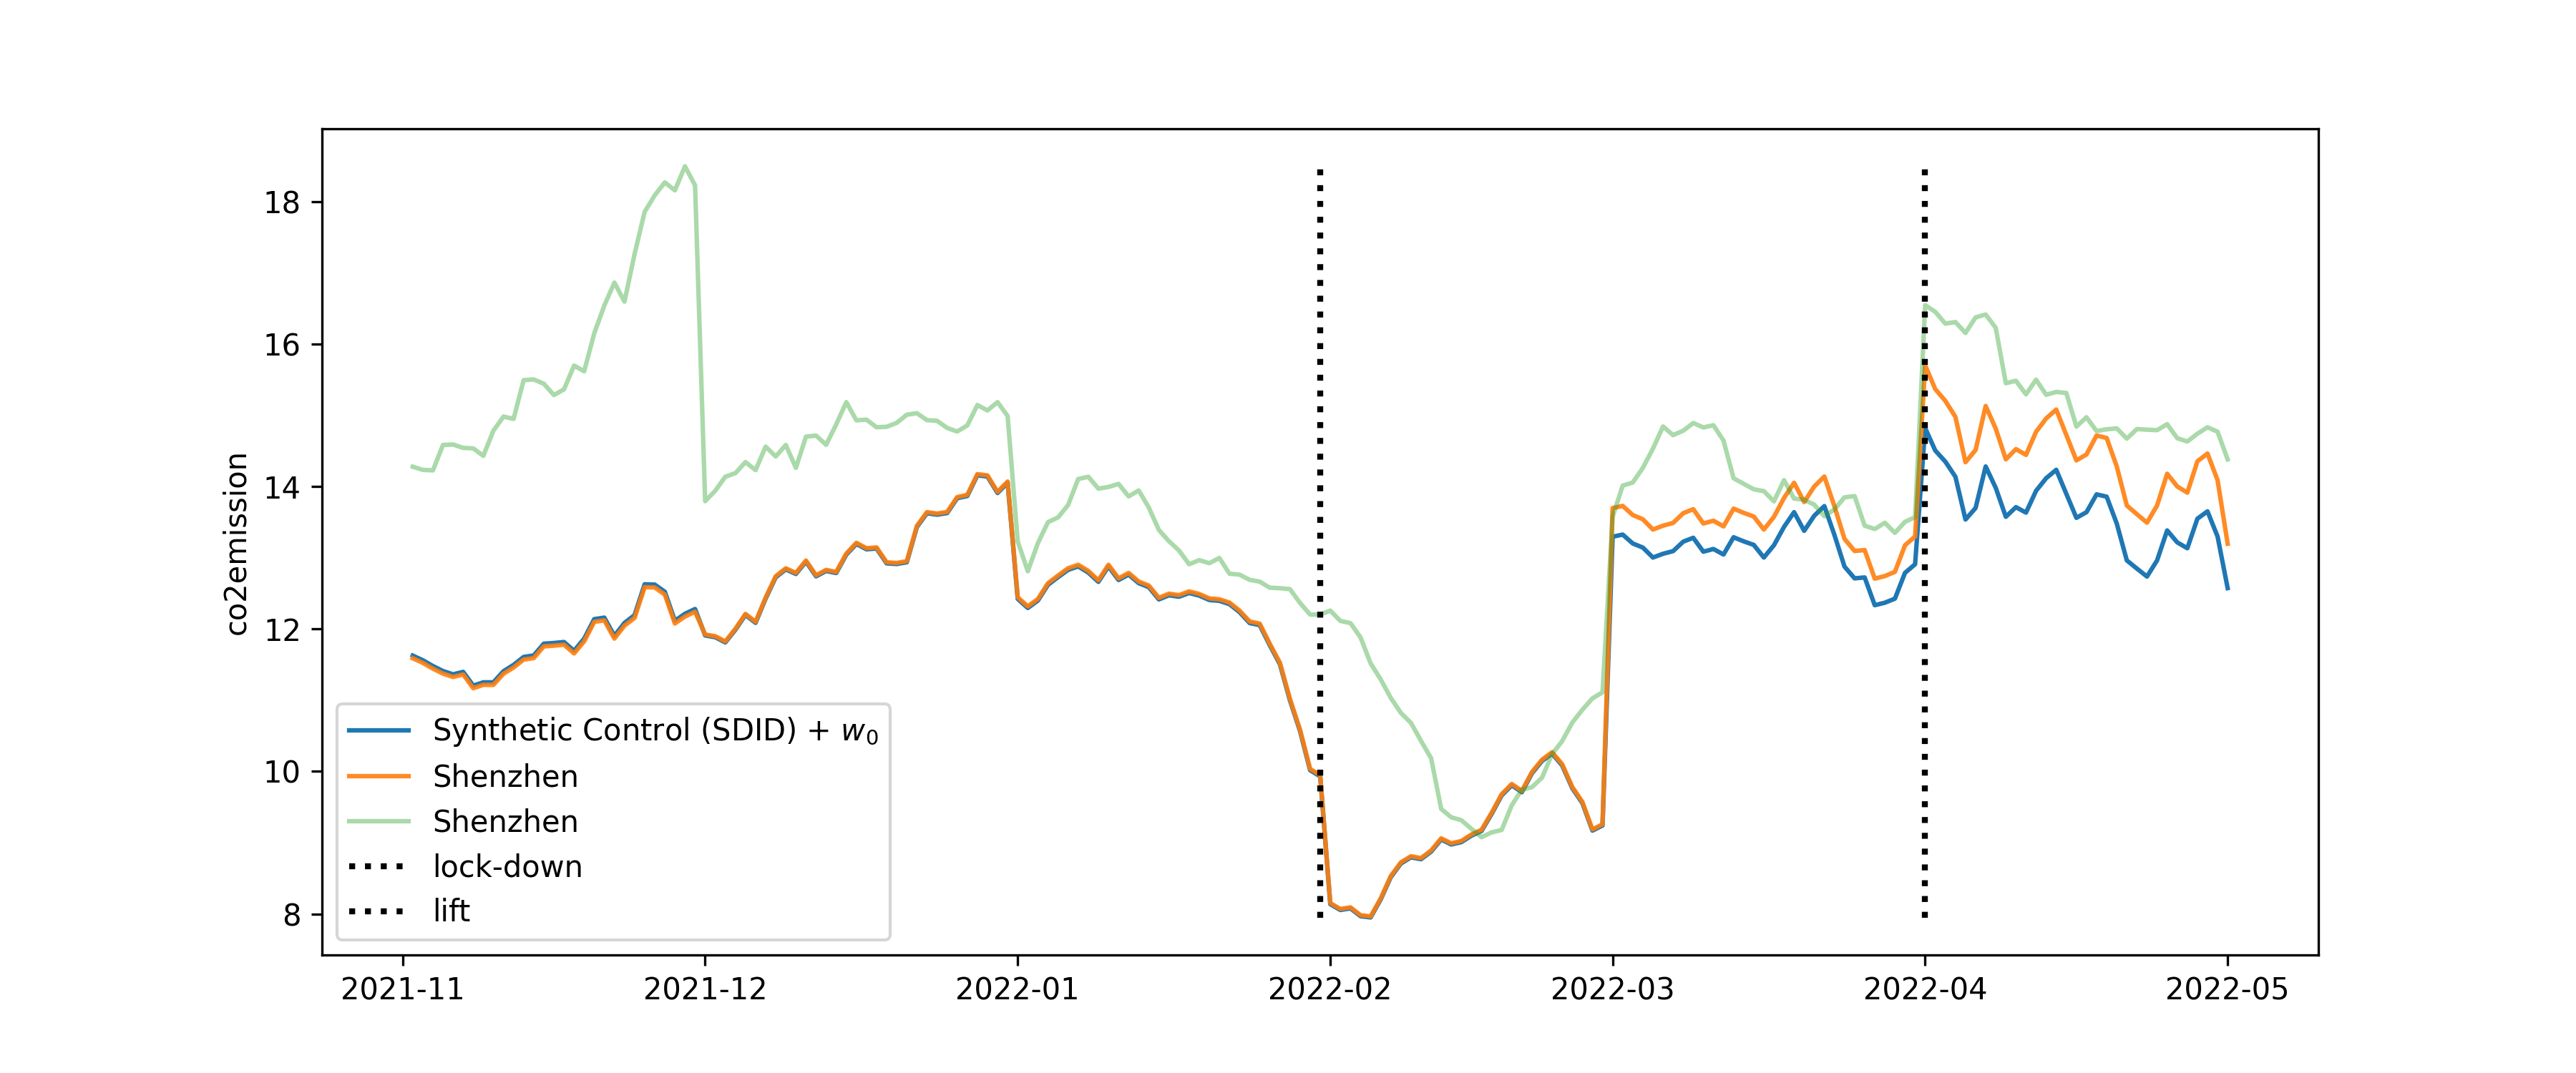 co2emission
18
16
14
12
10
8
Synthetic Control (SDID) + w₀
Shenzhen
Shenzhen
lock-down
lift
2021-11
2021-12
2022-01
2022-02
2022-03
2022-04
2022-05